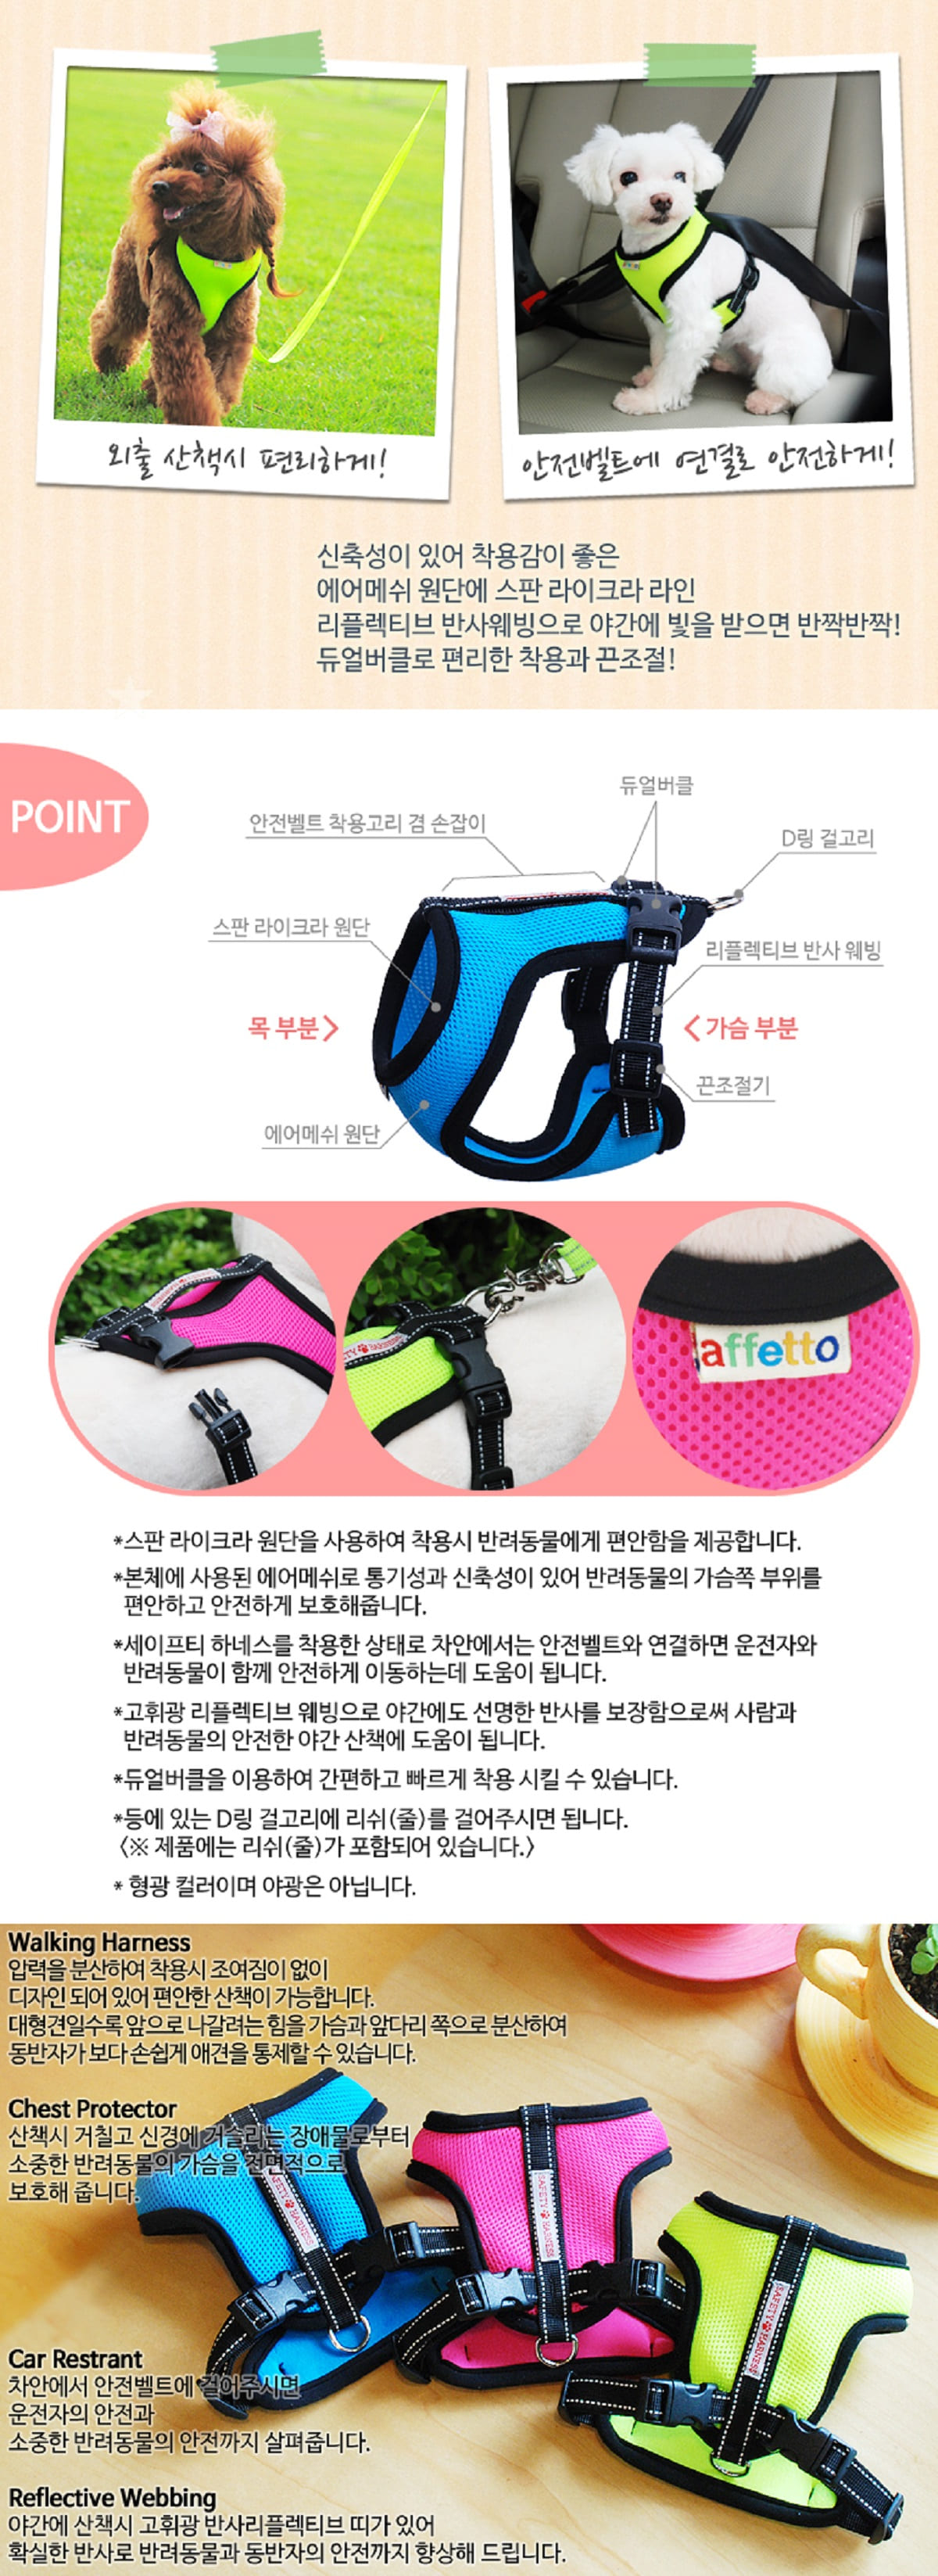 외출 산책시 편리하게!
안전벨트에 연결로 안전하게!
신축성이 있어 착용감이 좋은
에어메쉬 원단에 스판 라이크라 라인
리플렉티브 반사웨빙으로 야간에 빛을 받으면 반짝반짝!
듀얼버클로 편리한 착용과 끈조절!
POINT
듀얼버클
안전벨트 착용고리 겸 손잡이
D링 걸고리
스판 라이크라 원단
리플렉티브 반사 웨빙
목 부분
가슴 부분
끈조절기
에어메쉬 원단
affetto
*스판 라이크라 원단을 사용하여 착용시 반려동물에게 편안함을 제공합니다.
*본체에 사용된 에어메쉬로 통기성과 신축성이 있어 반려동물의 가슴쪽 부위를
편안하고 안전하게 보호해줍니다.
*세이프티 하네스를 착용한 상태로 차안에서는 안전벨트와 연결하면 운전자와
반려동물이 함께 안전하게 이동하는데 도움이 됩니다.
*고휘광 리플렉티브 웨빙으로 야간에도 선명한 반사를 보장함으로써 사람과
반려동물의 안전한 야간 산책에 도움이 됩니다.
*듀얼버클을 이용하여 간편하고 빠르게 착용 시킬 수 있습니다.
*등에 있는 D링 걸고리에 리쉬(줄)를 걸어주시면 됩니다.
<※ 제품에는 리쉬(줄)가 포함되어 있습니다.>
* 형광 컬러이며 야광은 아닙니다.
Walking Harness
압력을 분산하여 착용시 조여짐이 없이
디자인 되어 있어 편안한 산책이 가능합니다.
대형견일수록 앞으로 나갈려는 힘을 가슴과 앞다리 쪽으로 분산하여
동반자가 보다 손쉽게 애견을 통제할 수 있습니다.
Chest Protector
산책시 거칠고 신경에 거슬리는 장애물로부터
소중한 반려동물의 가슴을 전면적으로
보호해 줍니다.
SAFETY HARNESS
SAFETY HARNESS
SAFETY HARNESS
Car Restrant
차안에서 안전벨트에 걸어주시면
운전자의 안전과
소중한 반려동물의 안전까지 살펴줍니다.
Reflective Webbing
야간에 산책시 고휘광 반사리플렉티브 띠가 있어
확실한 반사로 반려동물과 동반자의 안전까지 향상해 드립니다.